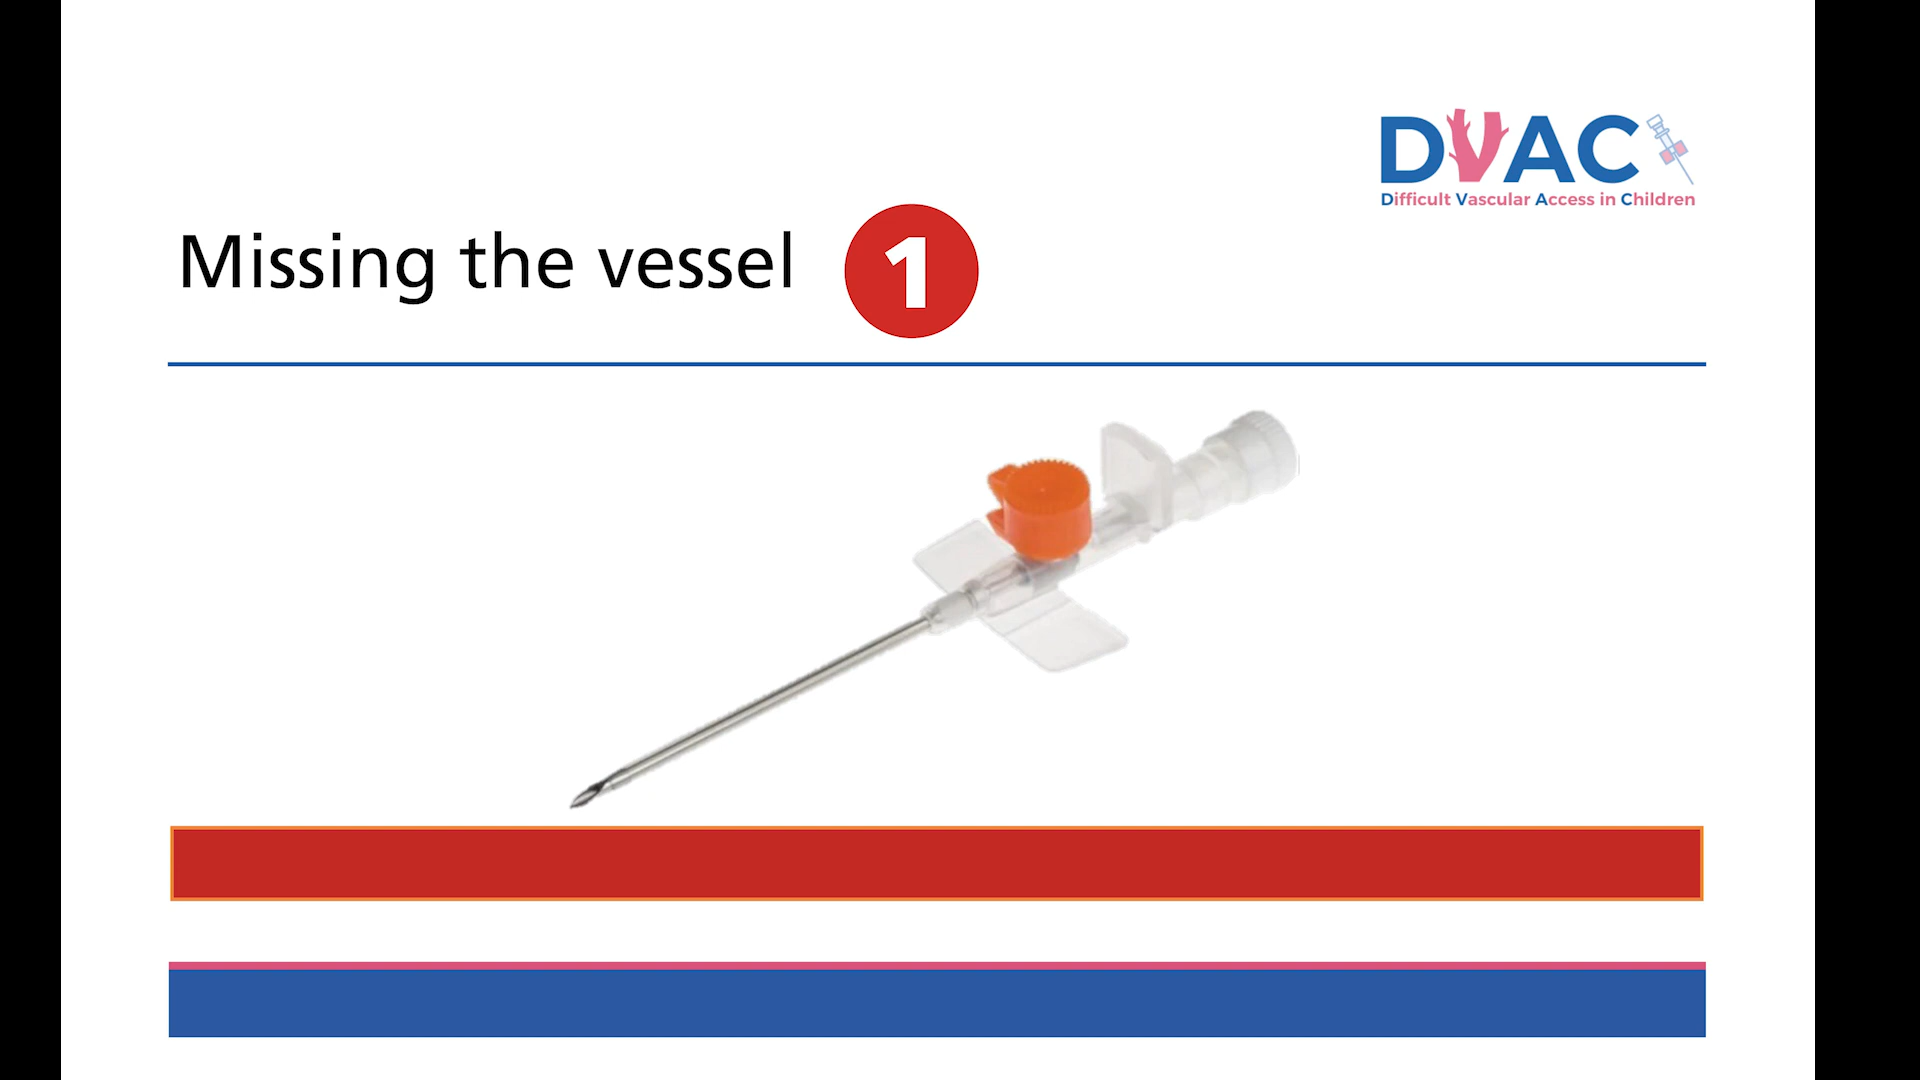 DVAC
Difficult Vascular Access in Children
Missing the vessel 1